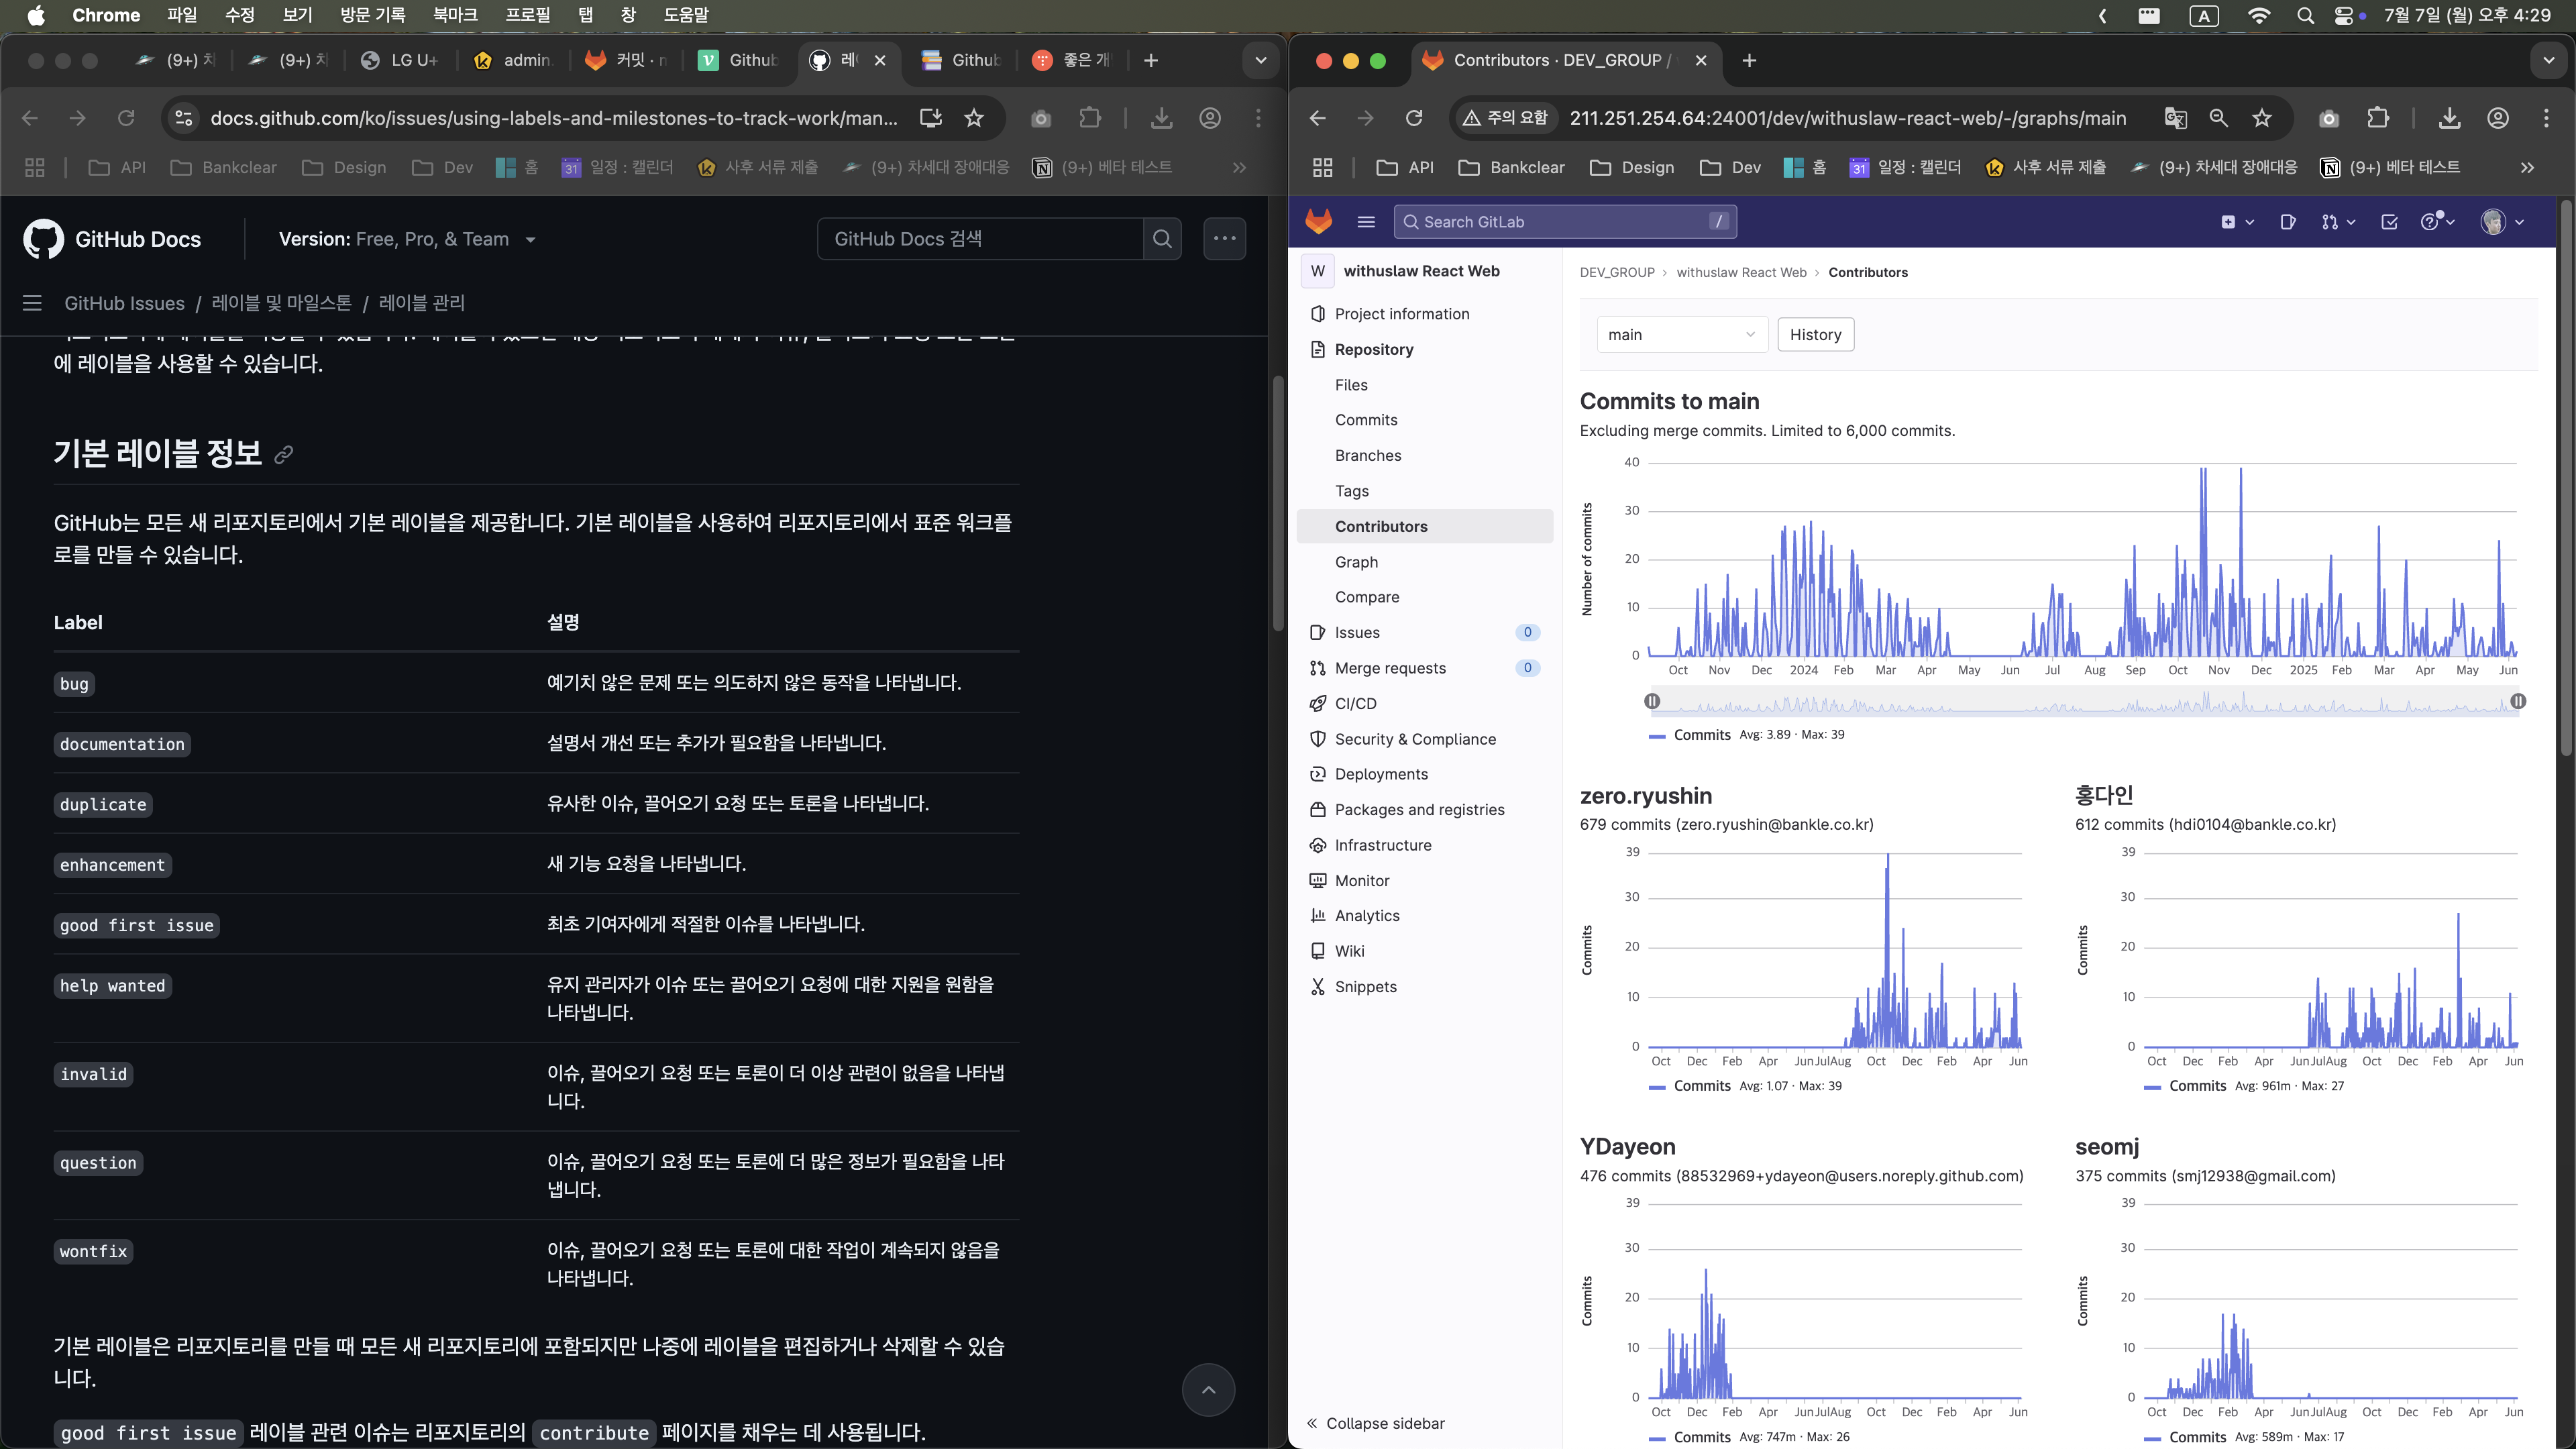 Chrome 파일 수정 보기 방문 기록 북마크 프로필 탭 창 도움말
A 7월 7일 (월) 오후 4:29
(9+) 차 (9+) 차 LG U+ admin. 커밋 · Github 레 Github 좋은 개
docs.github.com/ko/issues/using-labels-and-milestones-to-track-work/man...
API Bankclear Design Dev 홈 31 일정 : 캘린더 사후 서류 제출 (9+) 차세대 장애대응 (9+) 베타 테스트
GitHub Docs Version: Free, Pro, & Team GitHub Docs 검색
GitHub Issues / 레이블 및 마일스톤 / 레이블 관리
에 레이블을 사용할 수 있습니다.
기본 레이블 정보
GitHub는 모든 새 리포지토리에서 기본 레이블을 제공합니다. 기본 레이블을 사용하여 리포지토리에서 표준 워크플
로를 만들 수 있습니다.
Label 설명
bug 예기치 않은 문제 또는 의도하지 않은 동작을 나타냅니다.
documentation 설명서 개선 또는 추가가 필요함을 나타냅니다.
duplicate 유사한 이슈, 끌어오기 요청 또는 토론을 나타냅니다.
enhancement 새 기능 요청을 나타냅니다.
good first issue 최초 기여자에게 적절한 이슈를 나타냅니다.
help wanted 유지 관리자가 이슈 또는 끌어오기 요청에 대한 지원을 원함을
나타냅니다.
invalid 이슈, 끌어오기 요청 또는 토론이 더 이상 관련이 없음을 나타냅
니다.
question 이슈, 끌어오기 요청 또는 토론에 더 많은 정보가 필요함을 나타
냅니다.
wontfix 이슈, 끌어오기 요청 또는 토론에 대한 작업이 계속되지 않음을
나타냅니다.
기본 레이블은 리포지토리를 만들 때 모든 새 리포지토리에 포함되지만 나중에 레이블을 편집하거나 삭제할 수 있습
니다.
good first issue 레이블 관련 이슈는 리포지토리의 contribute 페이지를 채우는 데 사용됩니다.
Contributors · DEV_GROUP /
주의 요함 211.251.254.64:24001/dev/withuslaw-react-web/-/graphs/main
API Bankclear Design Dev 홈 31 일정 : 캘린더 사후 서류 제출 (9+) 차세대 장애대응 (9+) 베타 테스트
Search GitLab /
W withuslaw React Web
Project information
Repository
Files
Commits
Branches
Tags
Contributors
Graph
Compare
Issues 0
Merge requests 0
CI/CD
Security & Compliance
Deployments
Packages and registries
Infrastructure
Monitor
Analytics
Wiki
Snippets
Collapse sidebar
DEV_GROUP › withuslaw React Web › Contributors
main History
Commits to main
Excluding merge commits. Limited to 6,000 commits.
Number of commits
40
30
20
10
0
Oct Nov Dec 2024 Feb Mar Apr May Jun Jul Aug Sep Oct Nov Dec 2025 Feb Mar Apr May Jun
Commits Avg: 3.89 · Max: 39
zero.ryushin
679 commits (zero.ryushin@bankle.co.kr)
Commits
39
30
20
10
0
Oct Dec Feb Apr Jun Jul Aug Oct Dec Feb Apr Jun
Commits Avg: 1.07 · Max: 39
홍다인
612 commits (hdi0104@bankle.co.kr)
Commits
39
30
20
10
0
Oct Dec Feb Apr Jun Jul Aug Oct Dec Feb Apr Jun
Commits Avg: 961m · Max: 27
YDayeon
476 commits (88532969+ydayeon@users.noreply.github.com)
Commits
39
30
20
10
0
Oct Dec Feb Apr Jun Jul Aug Oct Dec Feb Apr Jun
Commits Avg: 747m · Max: 26
seomj
375 commits (smj12938@gmail.com)
Commits
39
30
20
10
0
Oct Dec Feb Apr Jun Jul Aug Oct Dec Feb Apr Jun
Commits Avg: 589m · Max: 17